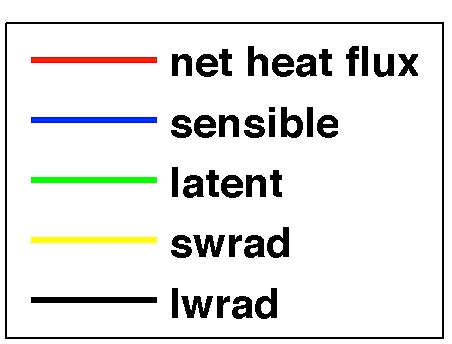 net heat flux
sensible
latent
swrad
lwrad